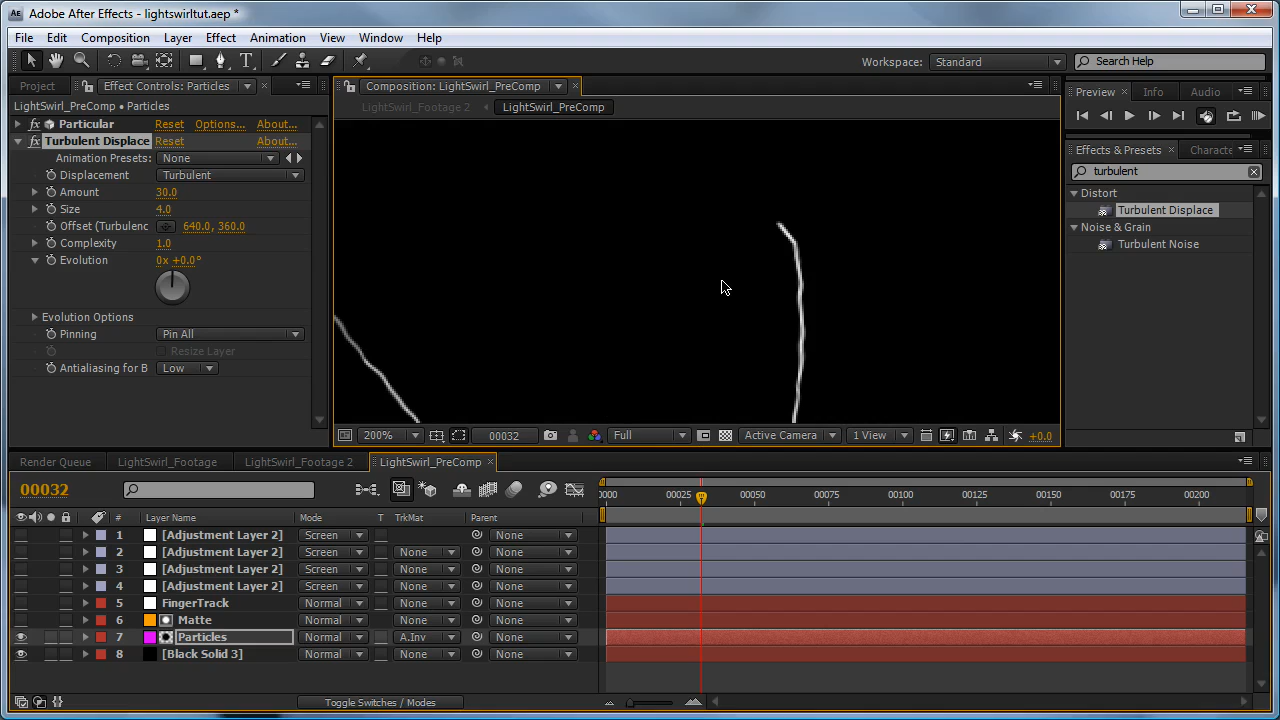 Adobe After Effects - lightswirltut.aep *
File Edit Composition Layer Effect Animation View Window Help
Workspace: Standard Search Help
Project Effect Controls: Particles
LightSwirl_PreComp • Particles
Particular Reset Options... About...
Turbulent Displace Reset About...
Animation Presets: None
Displacement Turbulent
Amount 30.0
Size 4.0
Offset (Turbulenc 640.0, 360.0
Complexity 1.0
Evolution 0x +0.0°
Evolution Options
Pinning Pin All
Resize Layer
Antialiasing for B Low
Composition: LightSwirl_PreComp
LightSwirl_Footage 2 LightSwirl_PreComp
200% 00032 Full Active Camera 1 View +0.0
Preview Info Audio
Effects & Presets Characte
turbulent
Distort
Turbulent Displace
Noise & Grain
Turbulent Noise
Render Queue LightSwirl_Footage LightSwirl_Footage 2 LightSwirl_PreComp
00032
0000 00025 00050 00075 00100 00125 00150 00175 00200
# Layer Name Mode T TrkMat Parent
1 [Adjustment Layer 2] Screen None
2 [Adjustment Layer 2] Screen None None
3 [Adjustment Layer 2] Screen None None
4 [Adjustment Layer 2] Screen None None
5 FingerTrack Normal None None
6 Matte Normal None None
7 Particles Normal A.Inv None
8 [Black Solid 3] Normal None None
Toggle Switches / Modes